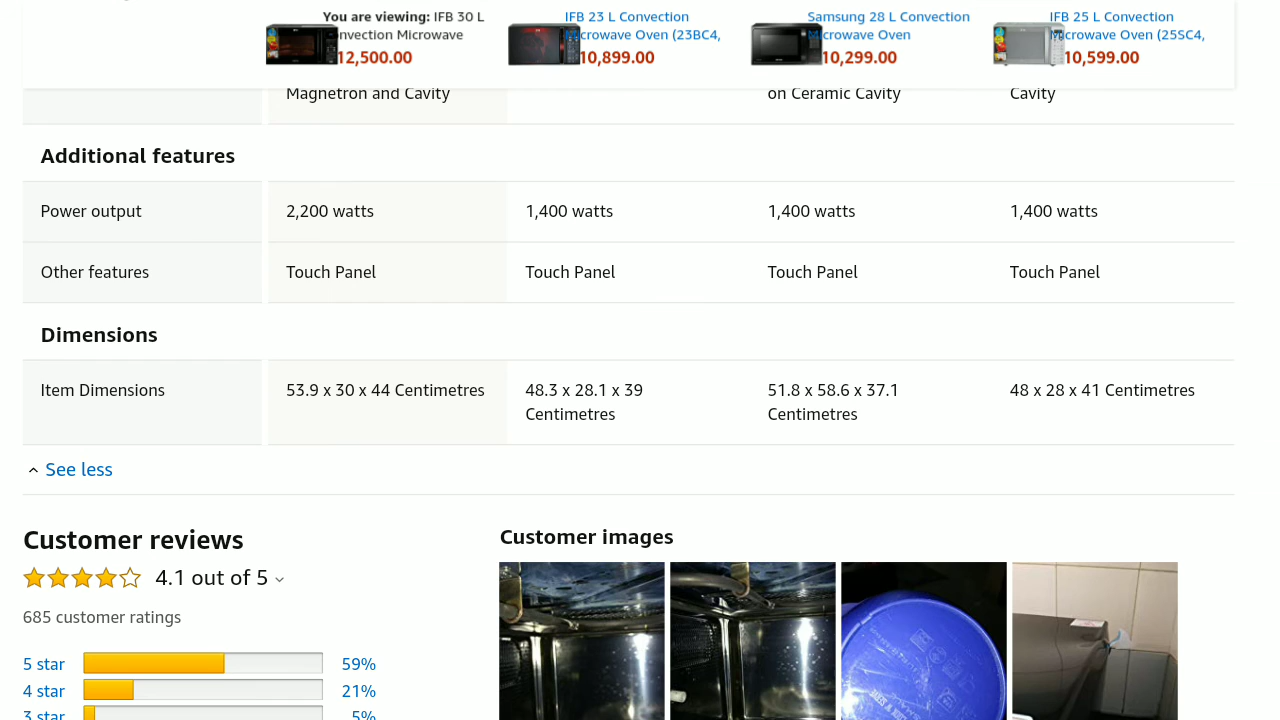 You are viewing: IFB 30 L
nvection Microwave
12,500.00
IFB 23 L Convection
crowave Oven (23BC4,
10,899.00
Samsung 28 L Convection
crowave Oven
10,299.00
IFB 25 L Convection
crowave Oven (25SC4,
10,599.00
Magnetron and Cavity
on Ceramic Cavity
Cavity
Additional features
Power output
2,200 watts
1,400 watts
1,400 watts
1,400 watts
Other features
Touch Panel
Touch Panel
Touch Panel
Touch Panel
Dimensions
Item Dimensions
53.9 x 30 x 44 Centimetres
48.3 x 28.1 x 39
Centimetres
51.8 x 58.6 x 37.1
Centimetres
48 x 28 x 41 Centimetres
See less
Customer reviews
4.1 out of 5
685 customer ratings
5 star 59%
4 star 21%
3 star 5%
Customer images